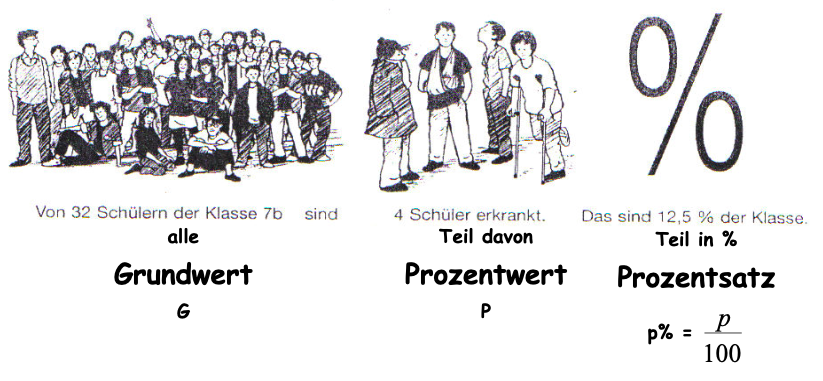 %
Von 32 Schülern der Klasse 7b sind
alle
Grundwert
G
4 Schüler erkrankt.
Teil davon
Prozentwert
P
Das sind 12,5 % der Klasse.
Teil in %
Prozentsatz
p% = p
100